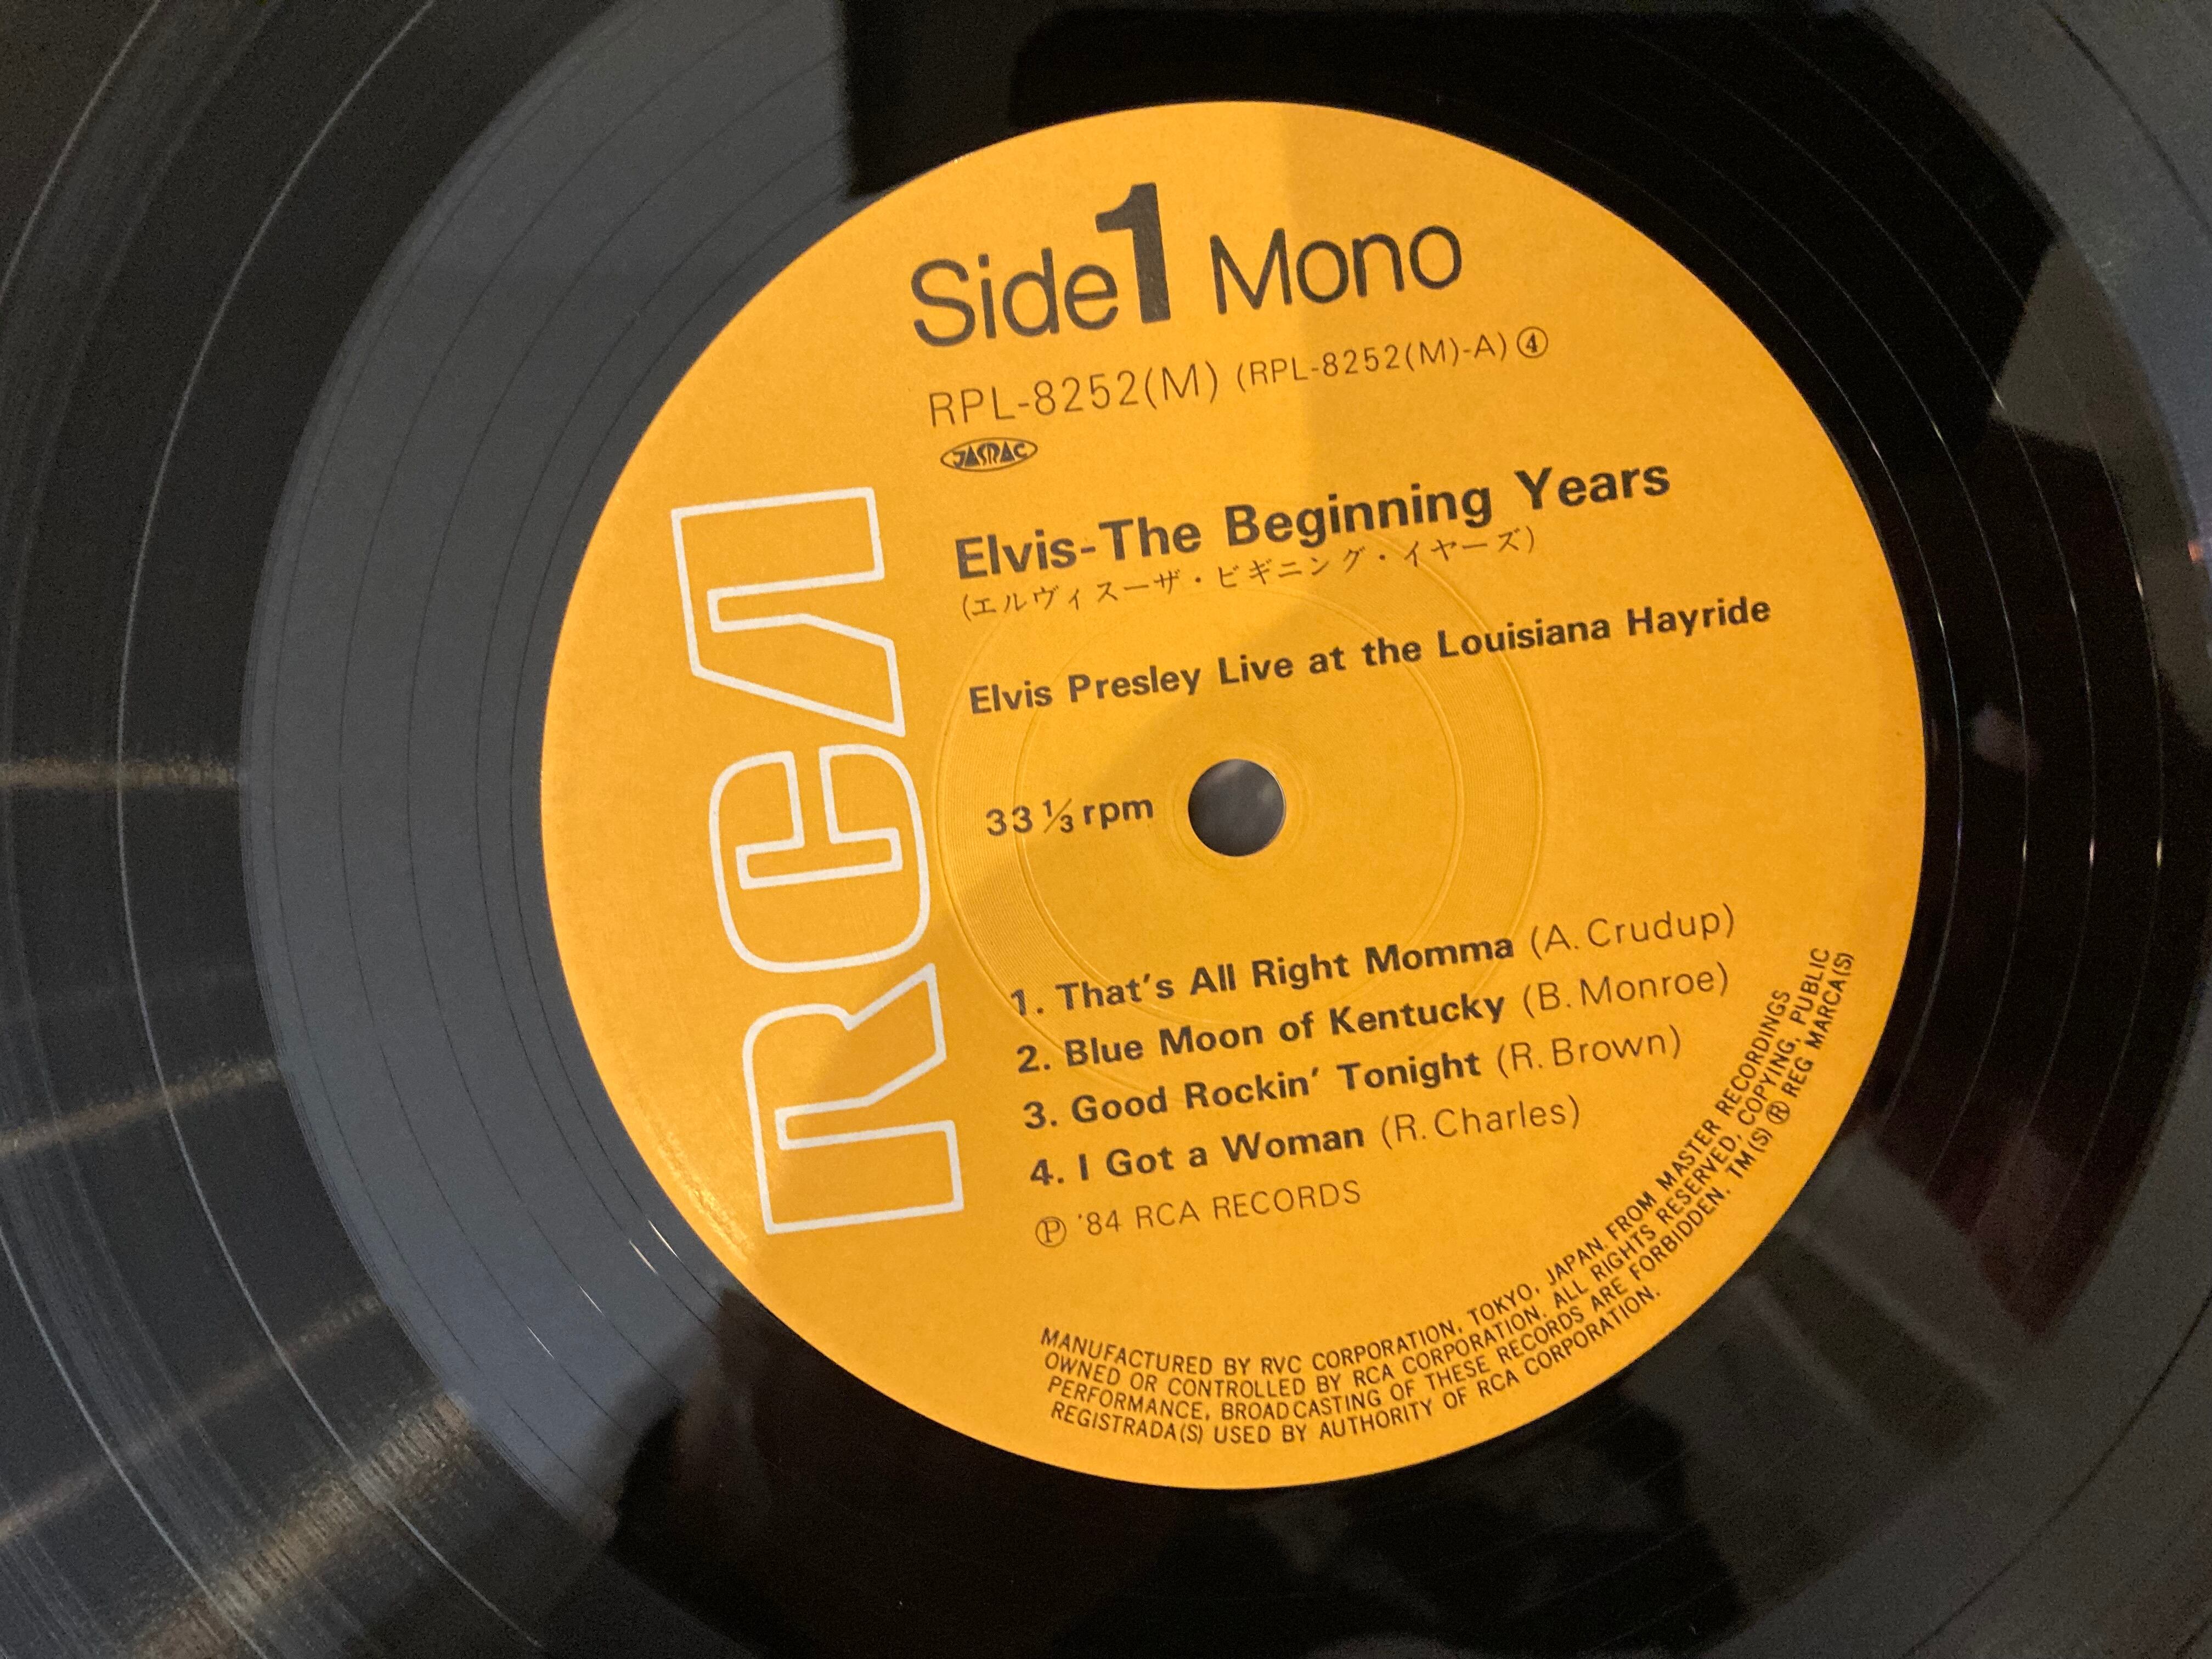 Side 1 Mono
RPL-8252(M) (RPL-8252(M)-A) ④
JASRAC
Elvis-The Beginning Years
(エルヴィスーザ・ビギニング・イヤーズ)
Elvis Presley Live at the Louisiana Hayride
RCA
33 ⅓ rpm
1. That's All Right Momma (A. Crudup)
2. Blue Moon of Kentucky (B. Monroe)
3. Good Rockin' Tonight (R. Brown)
4. I Got a Woman (R. Charles)
Ⓟ '84 RCA RECORDS
MANUFACTURED BY RVC CORPORATION, TOKYO, JAPAN. FROM MASTER RECORDINGS
OWNED OR CONTROLLED BY RCA CORPORATION. ALL RIGHTS RESERVED, COPYING, PUBLIC
PERFORMANCE, BROADCASTING OF THESE RECORDS ARE FORBIDDEN. TM(S) ® REG MARCA(S)
REGISTRADA(S) USED BY AUTHORITY OF RCA CORPORATION.